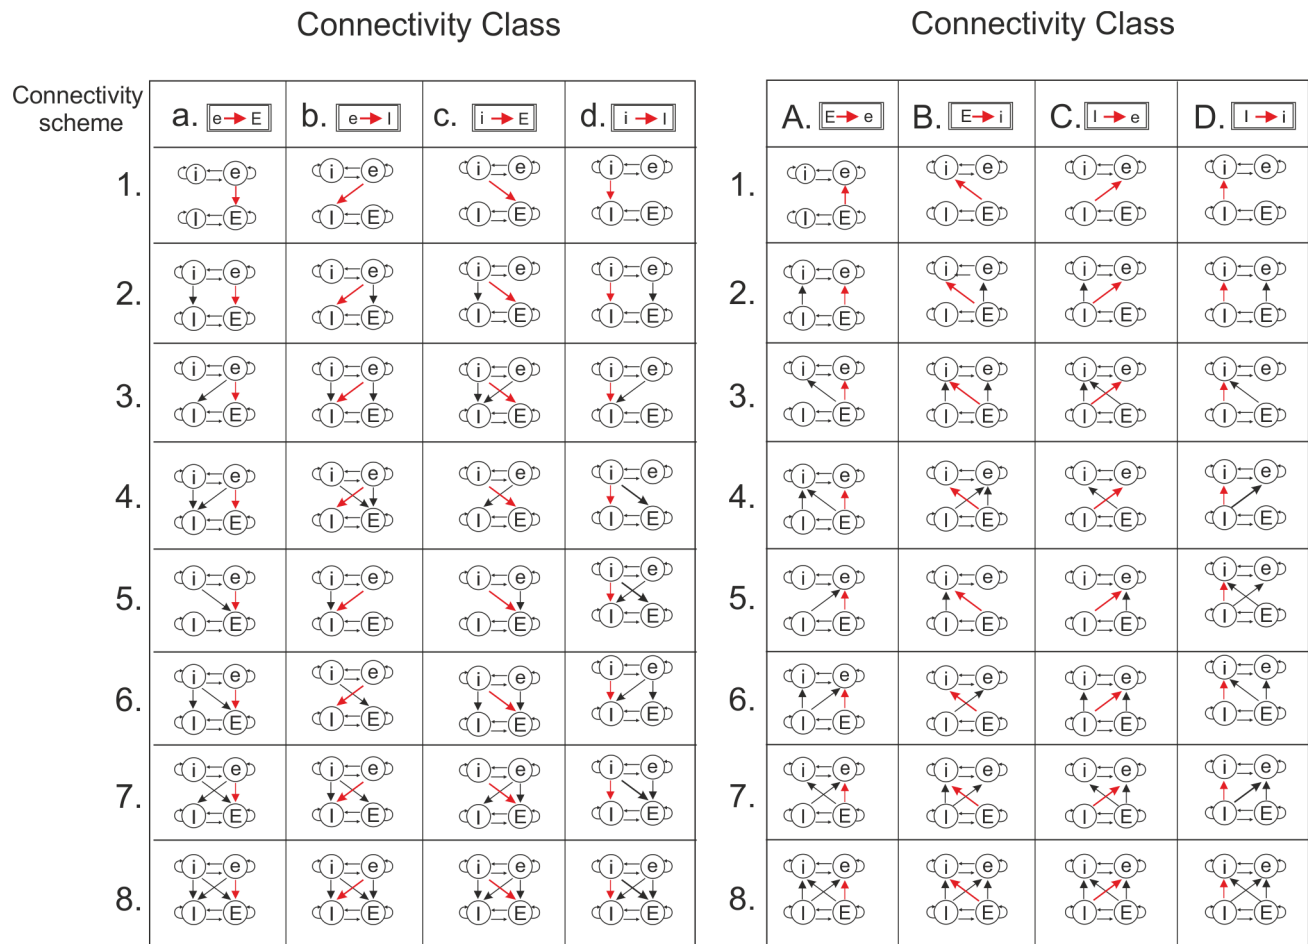 Connectivity Class Connectivity Class
Connectivity scheme
a. e E b. e I c. i E d. i I A. E e B. E i C. I e D. I i
1. i e i e i e i e 1. i e i e i e i e
I E I E I E I E I E I E I E I E
2. i e i e i e i e 2. i e i e i e i e
I E I E I E I E I E I E I E I E
3. i e i e i e i e 3. i e i e i e i e
I E I E I E I E I E I E I E I E
4. i e i e i e i e 4. i e i e i e i e
I E I E I E I E I E I E I E I E
5. i e i e i e i e 5. i e i e i e i e
I E I E I E I E I E I E I E I E
6. i e i e i e i e 6. i e i e i e i e
I E I E I E I E I E I E I E I E
7. i e i e i e i e 7. i e i e i e i e
I E I E I E I E I E I E I E I E
8. i e i e i e i e 8. i e i e i e i e
I E I E I E I E I E I E I E I E